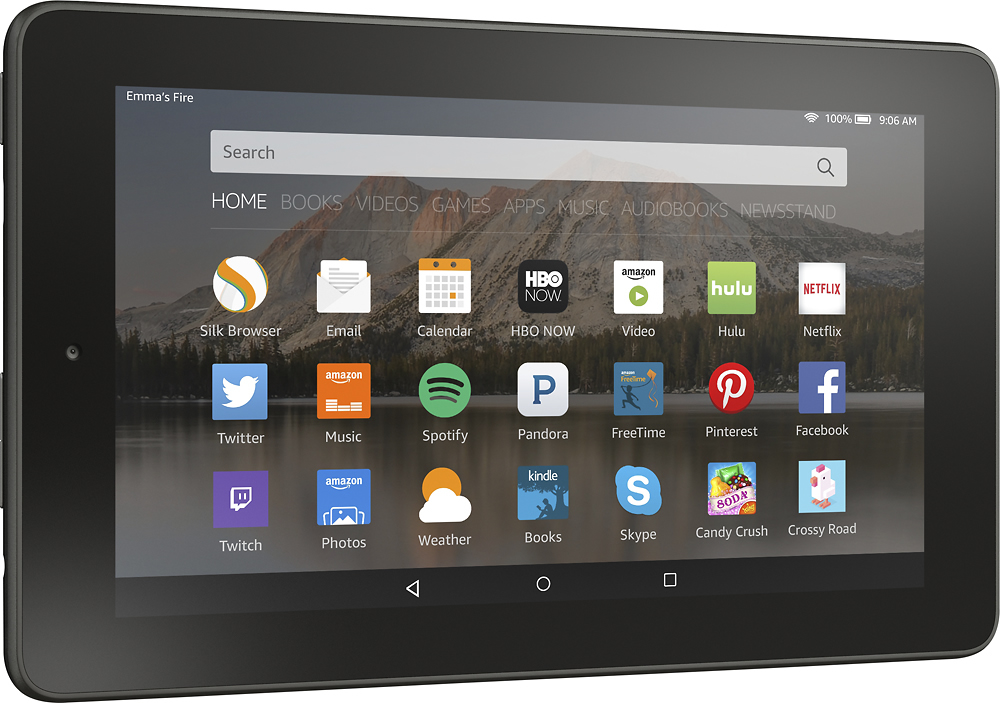 Emma's Fire
100% 9:06 AM
Search
HOME BOOKS VIDEOS GAMES APPS MUSIC AUDIOBOOKS NEWSSTAND
HBO NOW
amazon
hulu
NETFLIX
Silk Browser Email Calendar HBO NOW Video Hulu Netflix
amazon
P
amazon FreeTime
f
Twitter Music Spotify Pandora FreeTime Pinterest Facebook
amazon
kindle
S
SODA
Twitch Photos Weather Books Skype Candy Crush Crossy Road